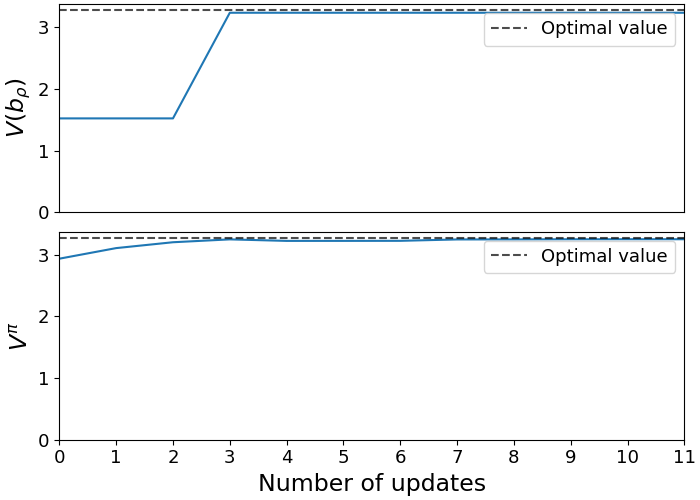 3
Optimal value
2
V(b_ρ)
1
0
3
Optimal value
2
V^π
1
0
0 1 2 3 4 5 6 7 8 9 10 11
Number of updates